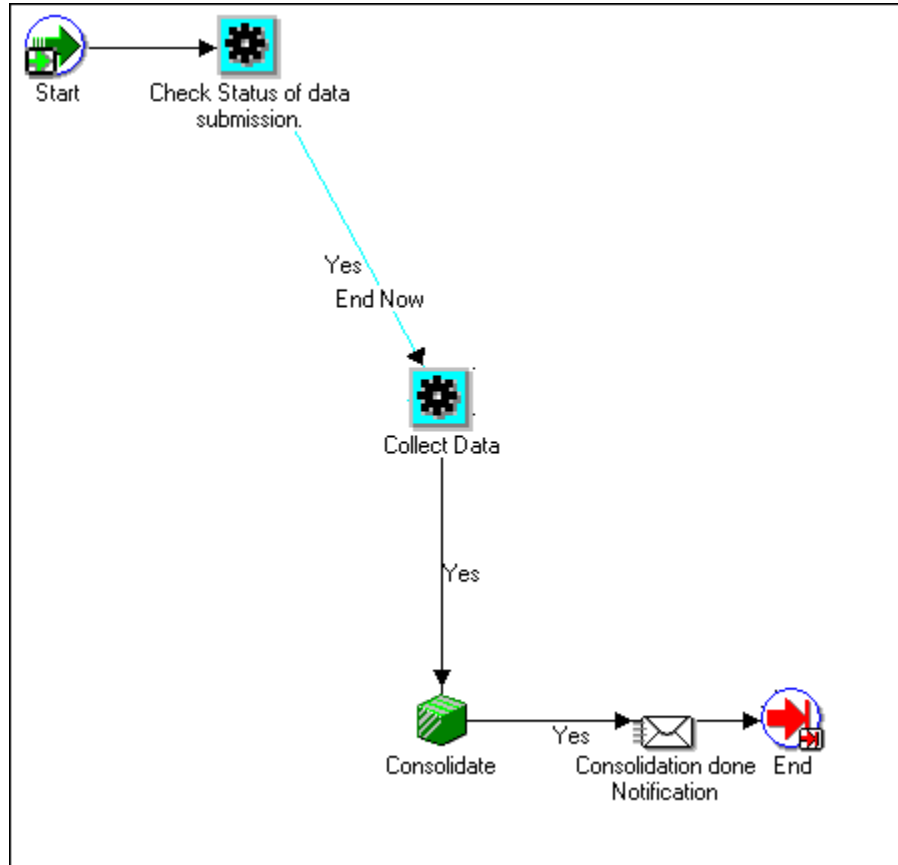 Start
Check Status of data
submission.
Yes
End Now
Collect Data
Yes
Consolidate
Yes
Consolidation done
Notification
End